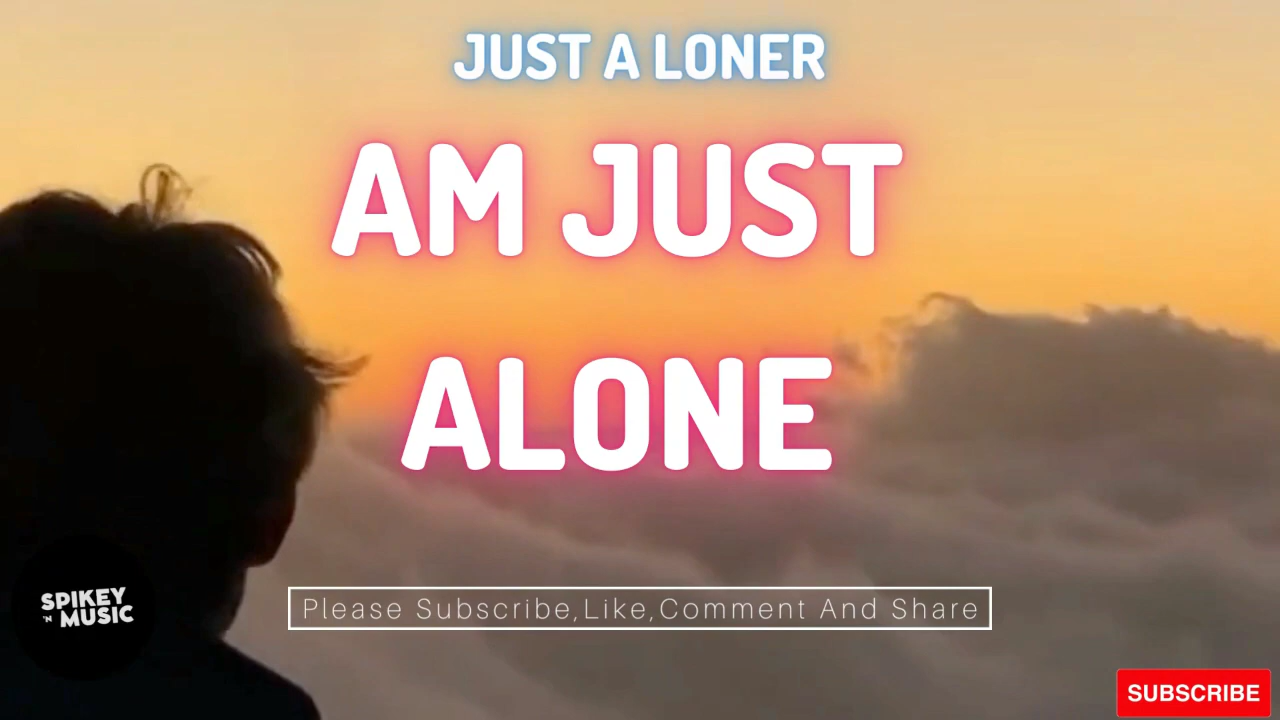 JUST A LONER
AM JUST
ALONE
SPIKEY
'N MUSIC
Please Subscribe,Like,Comment And Share
SUBSCRIBE